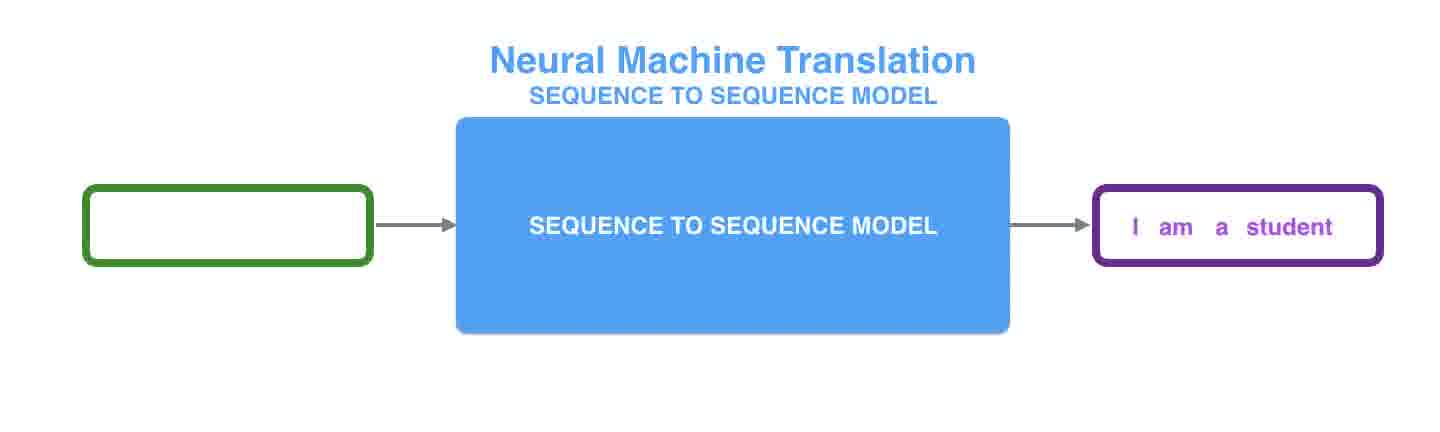 Neural Machine Translation
SEQUENCE TO SEQUENCE MODEL
SEQUENCE TO SEQUENCE MODEL
I am a student